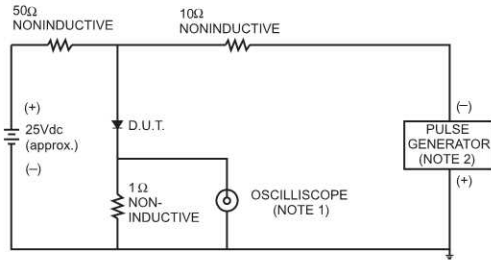 50Ω
NONINDUCTIVE
10Ω
NONINDUCTIVE
(+)
25Vdc
(approx.)
(–)
D.U.T.
1Ω
NON-
INDUCTIVE
OSCILLISCOPE
(NOTE 1)
(–)
PULSE
GENERATOR
(NOTE 2)
(+)